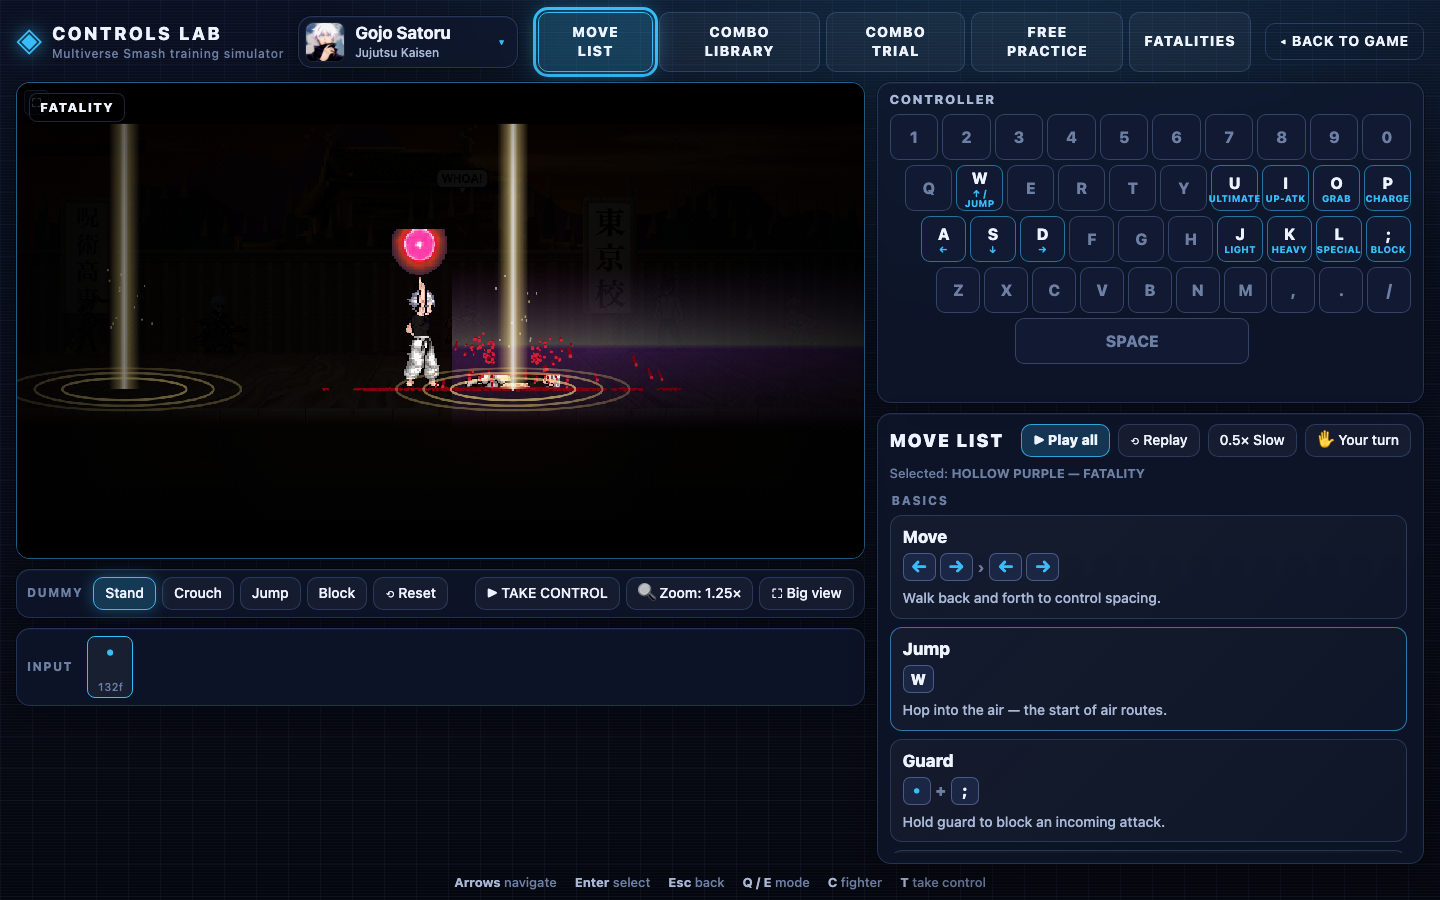 CONTROLS LAB
Multiverse Smash training simulator
Gojo Satoru
Jujutsu Kaisen
▼
MOVE
LIST
COMBO
LIBRARY
COMBO
TRIAL
FREE
PRACTICE
FATALITIES
◂ BACK TO GAME
FATALITY
WHOA!
東京校
DUMMY
Stand
Crouch
Jump
Block
⟲ Reset
▶ TAKE CONTROL
🔍 Zoom: 1.25×
⛶ Big view
INPUT
•
132f
CONTROLLER
1 2 3 4 5 6 7 8 9 0
Q W E R T Y U I O P
↑ / JUMP ULTIMATE UP-ATK GRAB CHARGE
A S D F G H J K L ;
← ↓ → LIGHT HEAVY SPECIAL BLOCK
Z X C V B N M , . /
SPACE
MOVE LIST
▶ Play all
⟲ Replay
0.5× Slow
✋ Your turn
Selected: HOLLOW PURPLE — FATALITY
BASICS
Move
← → › ← →
Walk back and forth to control spacing.
Jump
W
Hop into the air — the start of air routes.
Guard
• + ;
Hold guard to block an incoming attack.
Arrows navigate Enter select Esc back Q / E mode C fighter T take control